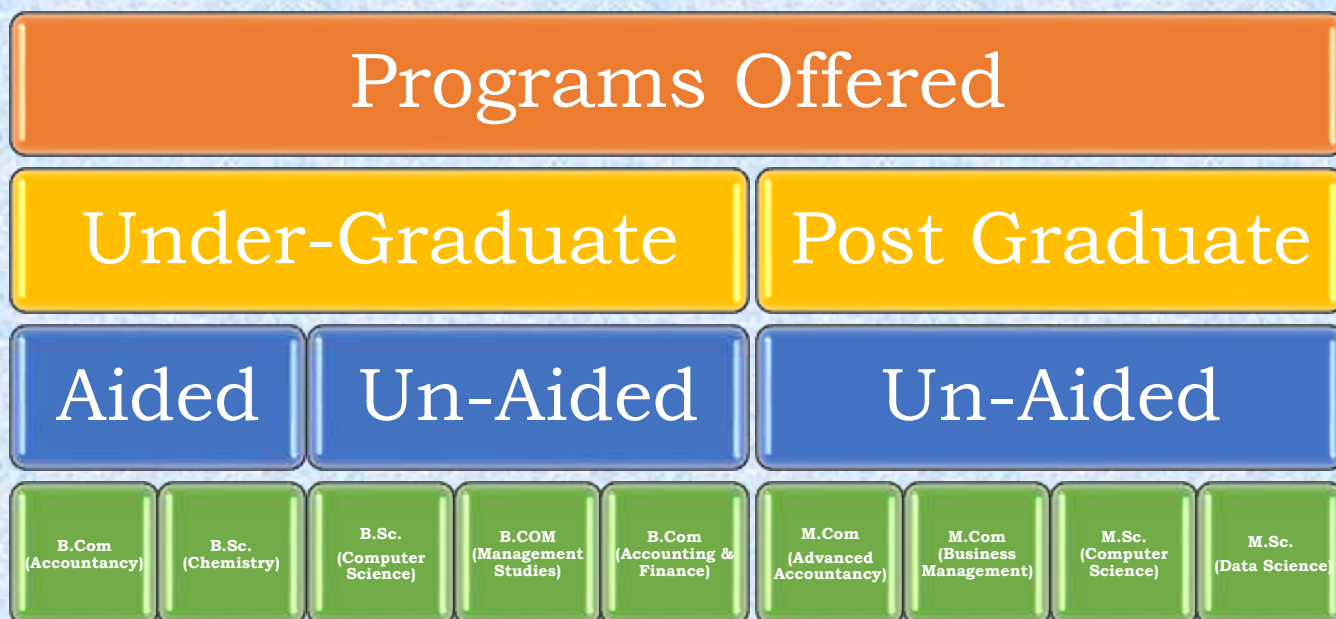 Programs Offered
Under-Graduate
Post Graduate
Aided
Un-Aided
Un-Aided
B.Com
(Accountancy)
B.Sc.
(Chemistry)
B.Sc.
(Computer
Science)
B.COM
(Management
Studies)
B.Com
(Accounting &
Finance)
M.Com
(Advanced
Accountancy)
M.Com
(Business
Management)
M.Sc.
(Computer
Science)
M.Sc.
(Data Science)